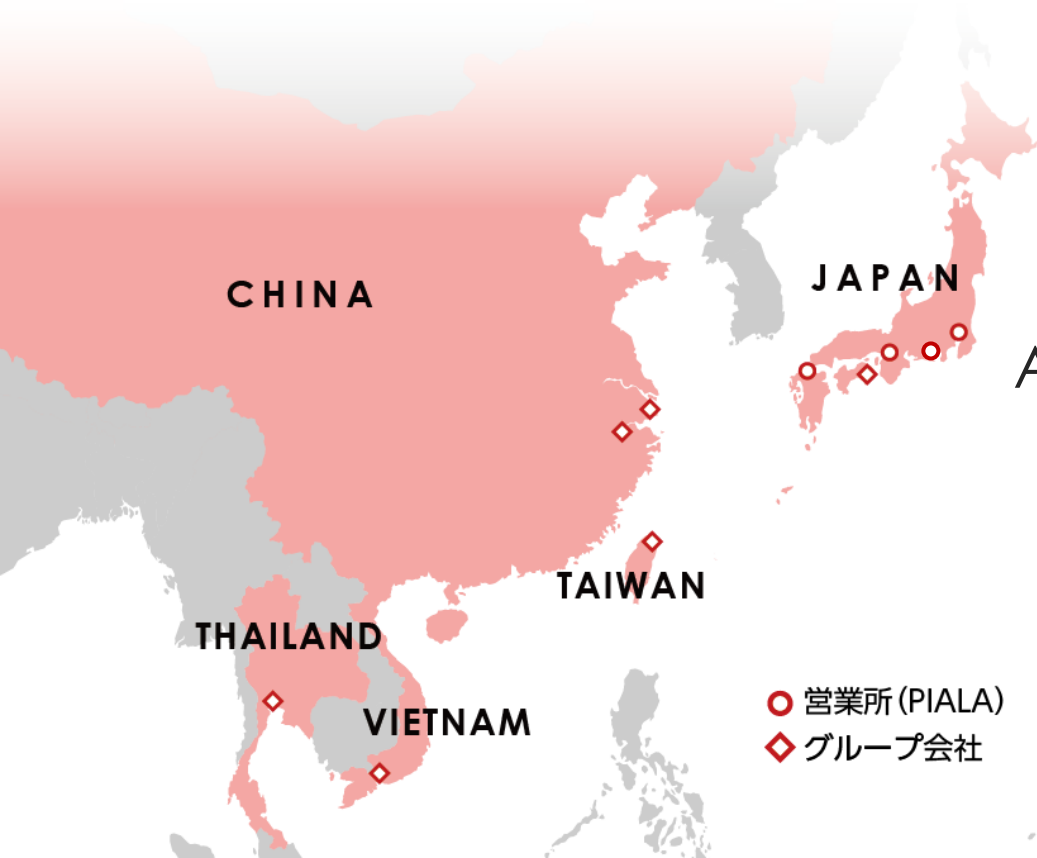 CHINA
JAPAN
A
TAIWAN
THAILAND
VIETNAM
営業所(PIALA)
グループ会社